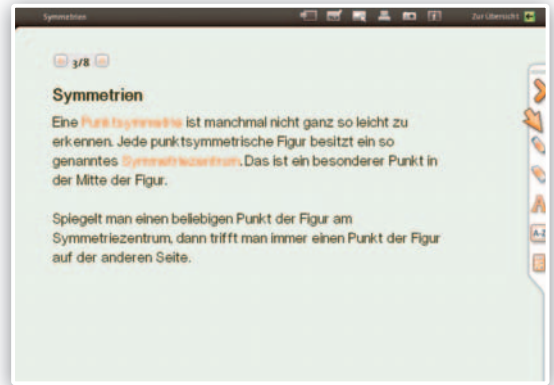 Symmetrien
Zur Übersicht
3/8
Symmetrien
Eine Punktsymmetrie ist manchmal nicht ganz so leicht zu
erkennen. Jede punktsymmetrische Figur besitzt ein so
genanntes Symmetriezentrum. Das ist ein besonderer Punkt in
der Mitte der Figur.
Spiegelt man einen beliebigen Punkt der Figur am
Symmetriezentrum, dann trifft man immer einen Punkt der Figur
auf der anderen Seite.
A
A-Z